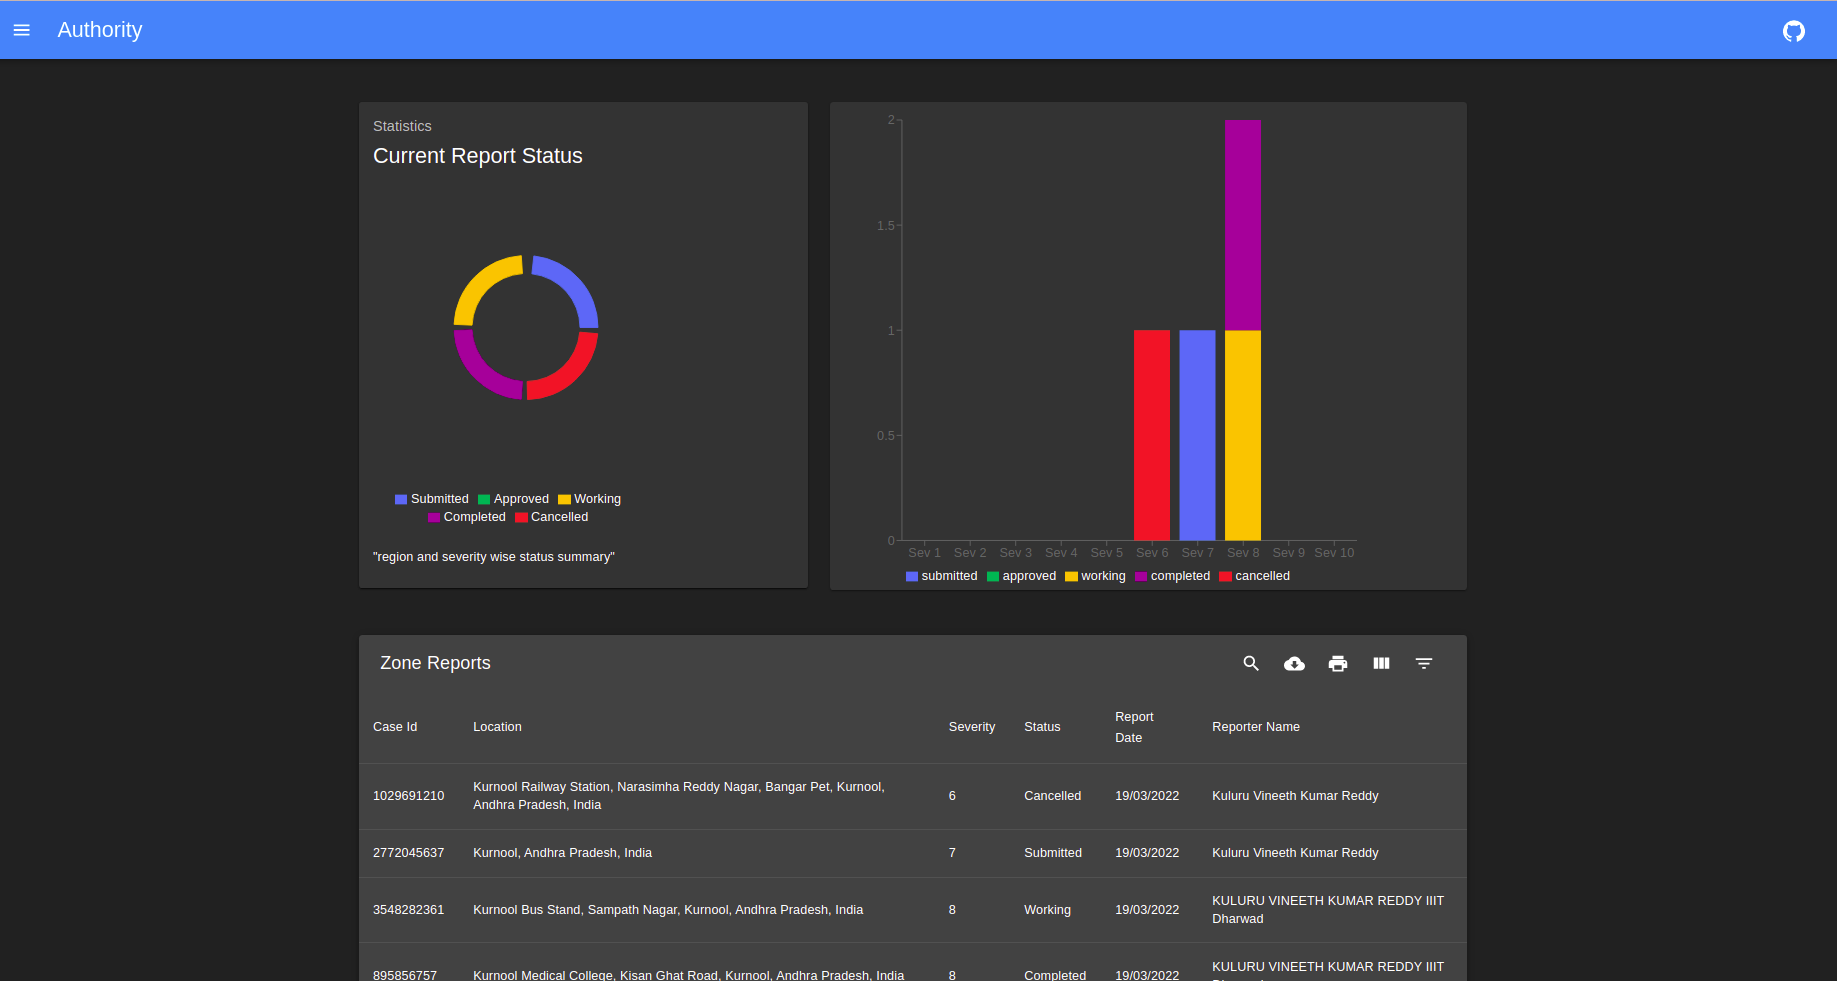 Authority
Statistics
Current Report Status
Submitted Approved Working
Completed Cancelled
"region and severity wise status summary"
2
1.5
1
0.5
0
Sev 1 Sev 2 Sev 3 Sev 4 Sev 5 Sev 6 Sev 7 Sev 8 Sev 9 Sev 10
submitted approved working completed cancelled
Zone Reports
Case Id Location Severity Status Report Date Reporter Name
1029691210 Kurnool Railway Station, Narasimha Reddy Nagar, Bangar Pet, Kurnool,
Andhra Pradesh, India 6 Cancelled 19/03/2022 Kuluru Vineeth Kumar Reddy
2772045637 Kurnool, Andhra Pradesh, India 7 Submitted 19/03/2022 Kuluru Vineeth Kumar Reddy
3548282361 Kurnool Bus Stand, Sampath Nagar, Kurnool, Andhra Pradesh, India 8 Working 19/03/2022 KULURU VINEETH KUMAR REDDY IIIT
Dharwad
895856757 Kurnool Medical College, Kisan Ghat Road, Kurnool, Andhra Pradesh, India 8 Completed 19/03/2022 KULURU VINEETH KUMAR REDDY IIIT